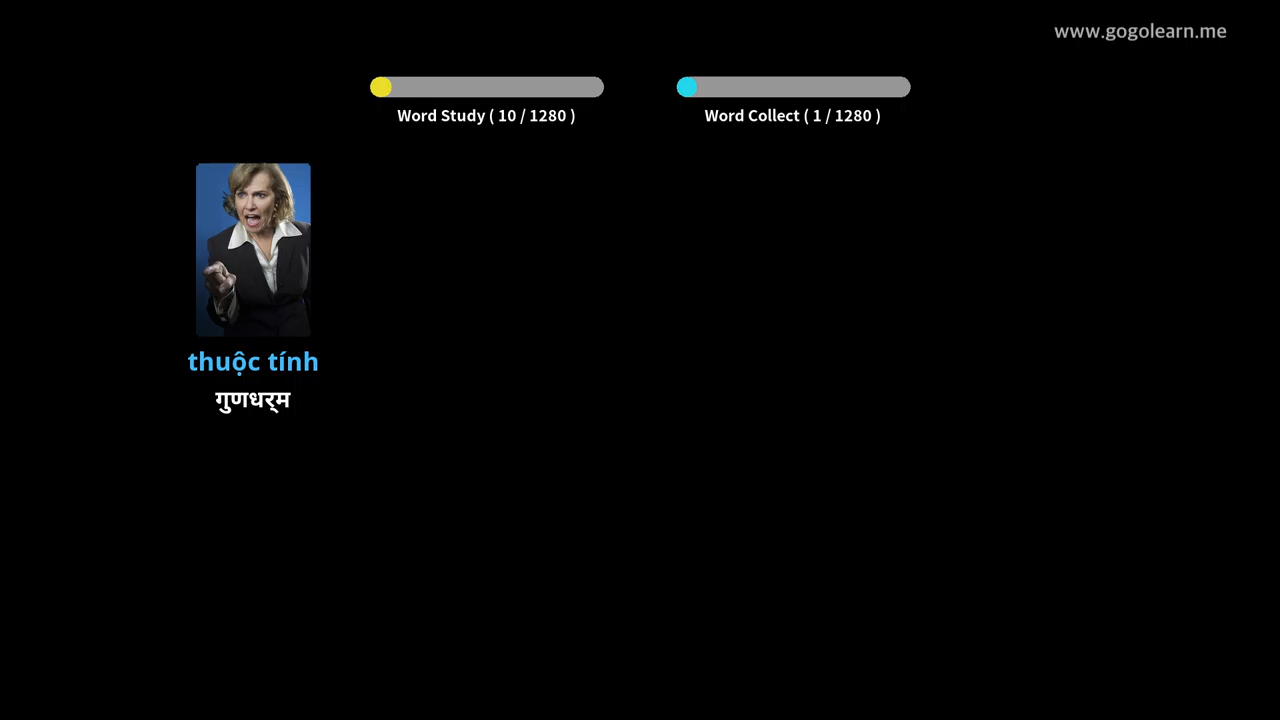 www.gogolearn.me
Word Study ( 10 / 1280 )
Word Collect ( 1 / 1280 )
thuộc tính
गुणधर्म